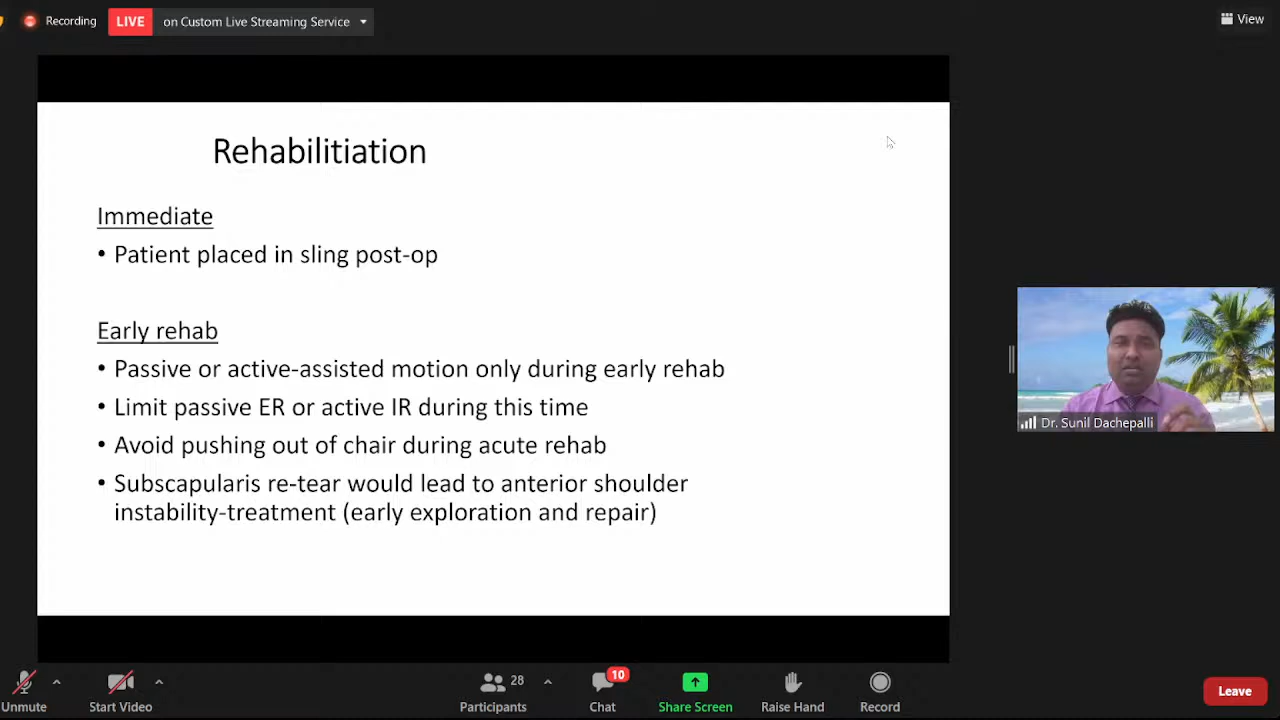 Recording
LIVE on Custom Live Streaming Service
View
Rehabilitiation
Immediate
• Patient placed in sling post-op
Early rehab
• Passive or active-assisted motion only during early rehab
• Limit passive ER or active IR during this time
• Avoid pushing out of chair during acute rehab
• Subscapularis re-tear would lead to anterior shoulder
instability-treatment (early exploration and repair)
Dr. Sunil Dachepalli
Unmute
Start Video
28
Participants
10
Chat
Share Screen
Raise Hand
Record
Leave